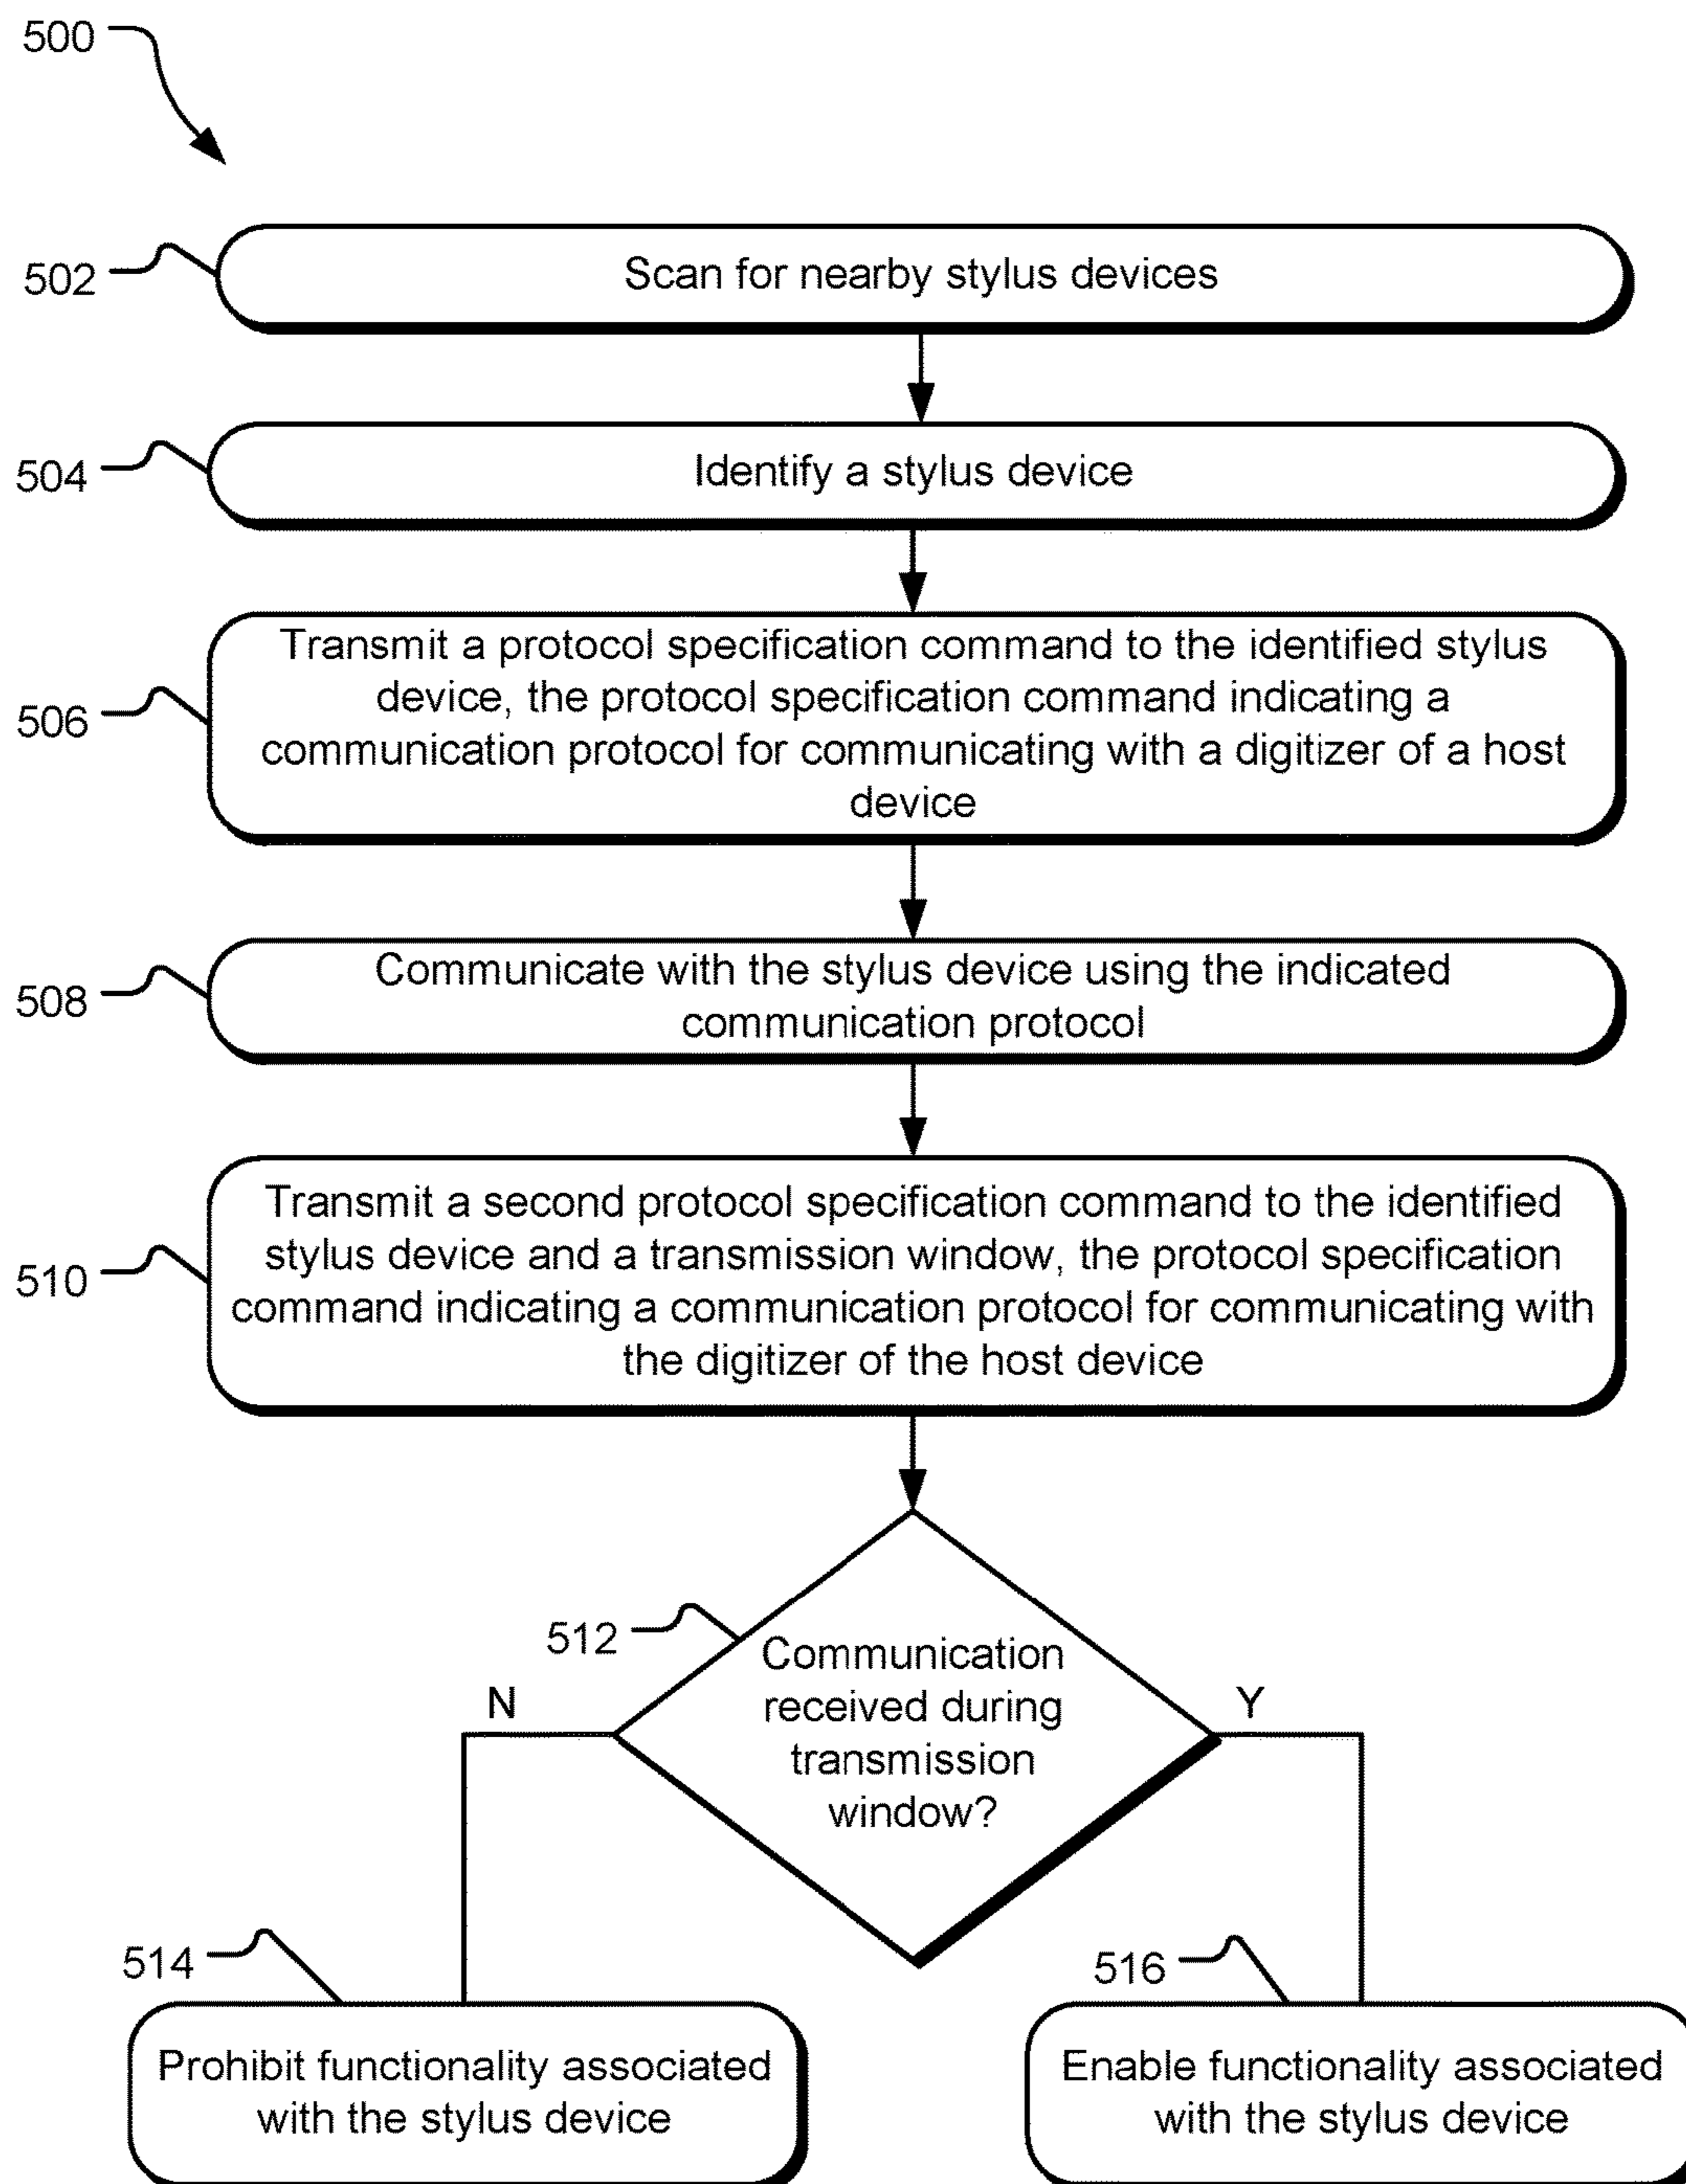 500
502
Scan for nearby stylus devices
504
Identify a stylus device
506
Transmit a protocol specification command to the identified stylus
device, the protocol specification command indicating a
communication protocol for communicating with a digitizer of a host
device
508
Communicate with the stylus device using the indicated
communication protocol
510
Transmit a second protocol specification command to the identified
stylus device and a transmission window, the protocol specification
command indicating a communication protocol for communicating with
the digitizer of the host device
512
Communication
received during
transmission
window?
N
Y
514
Prohibit functionality associated
with the stylus device
516
Enable functionality associated
with the stylus device